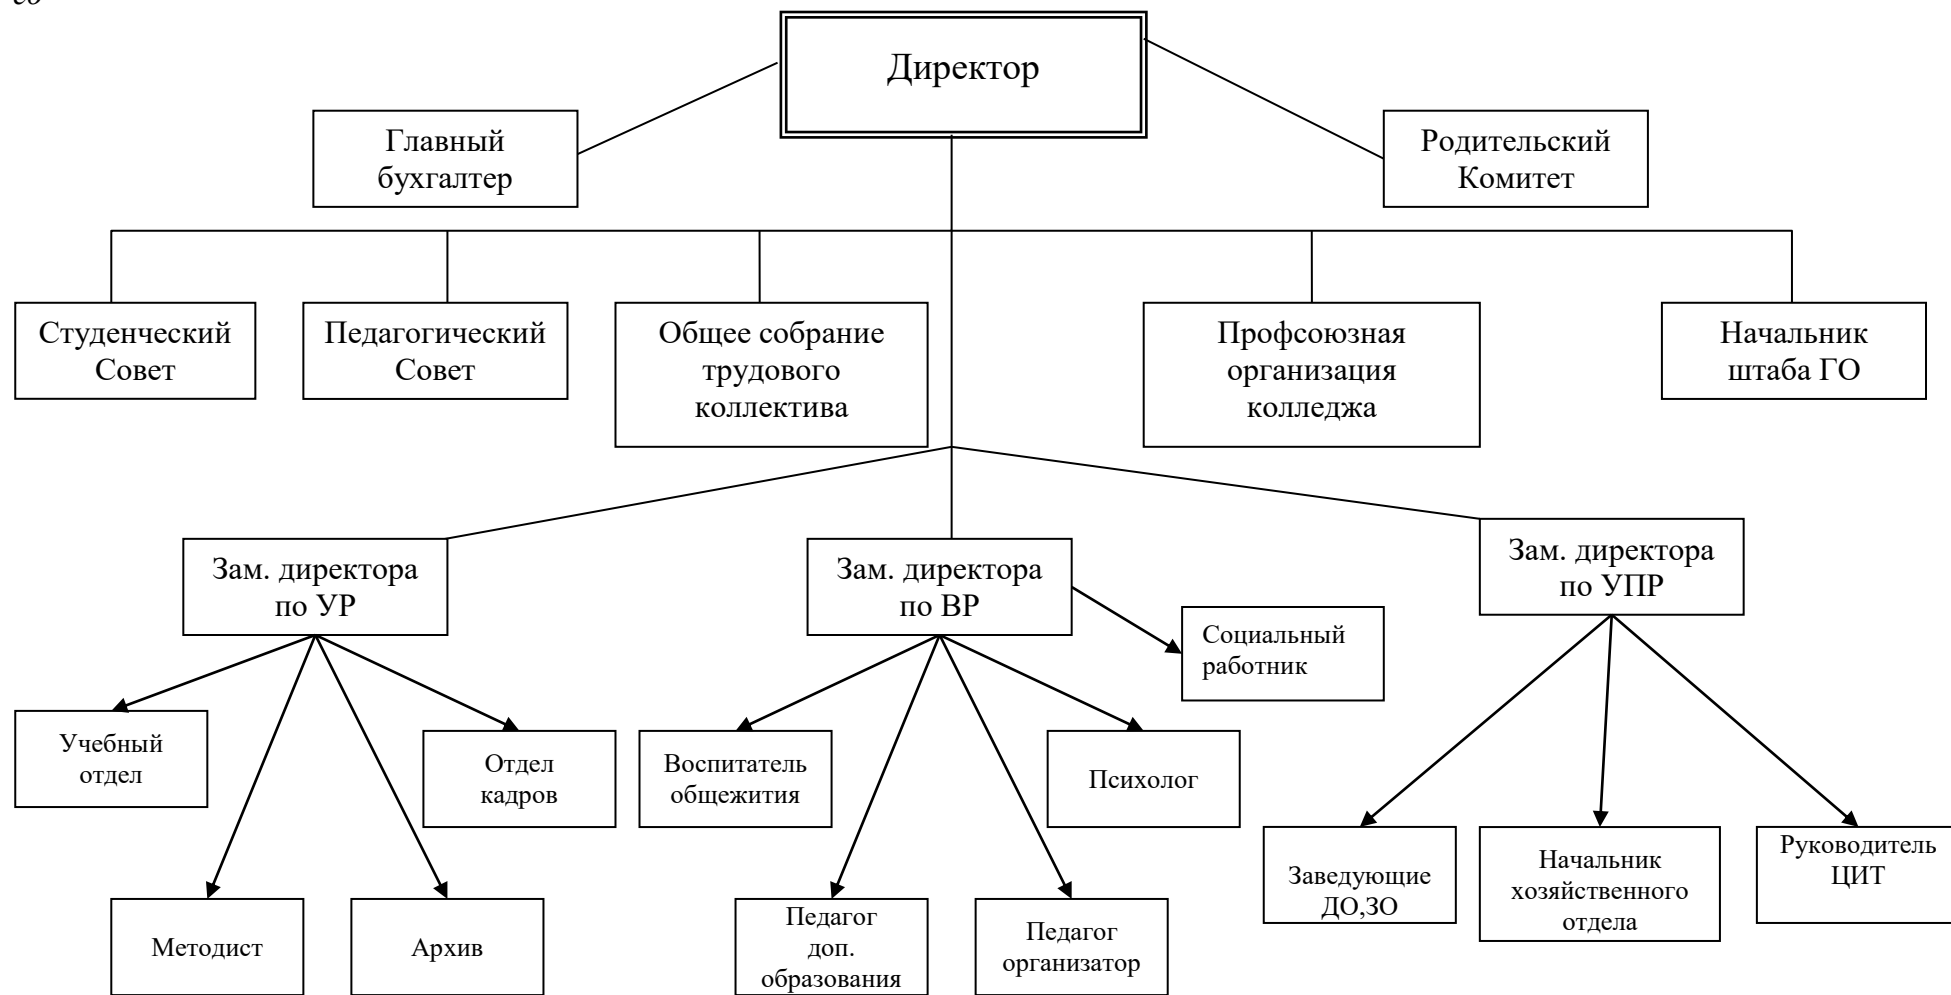 Директор
Главный
бухгалтер
Родительский
Комитет
Студенческий
Совет
Педагогический
Совет
Общее собрание
трудового
коллектива
Профсоюзная
организация
колледжа
Начальник
штаба ГО
Зам. директора
по УР
Зам. директора
по ВР
Зам. директора
по УПР
Социальный
работник
Учебный
отдел
Отдел
кадров
Воспитатель
общежития
Психолог
Методист
Архив
Педагог
доп.
образования
Педагог
организатор
Заведующие
ДО,ЗО
Начальник
хозяйственного
отдела
Руководитель
ЦИТ